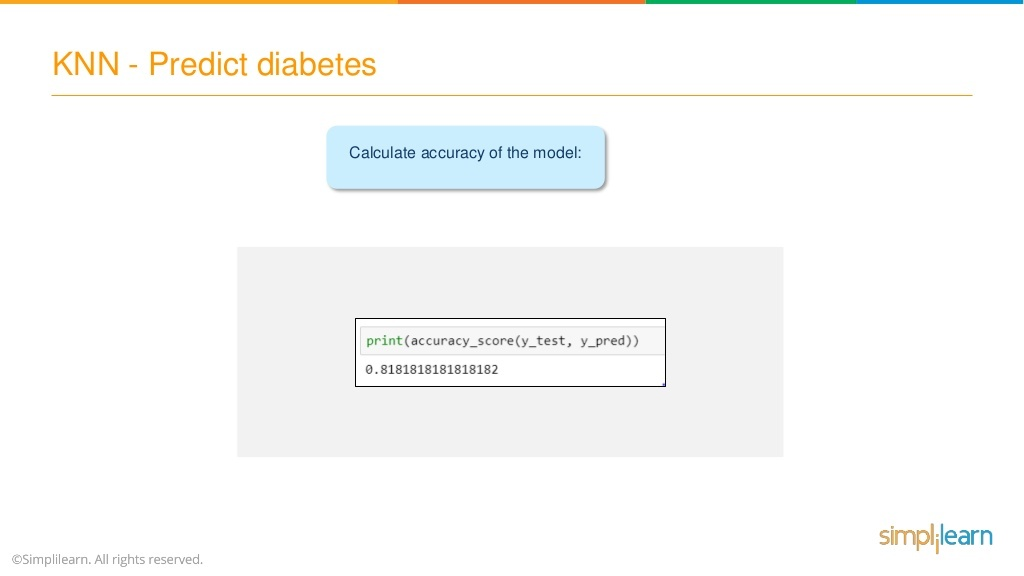 KNN - Predict diabetes
Calculate accuracy of the model:
print(accuracy_score(y_test, y_pred))
0.8181818181818182
simplilearn
©Simplilearn. All rights reserved.